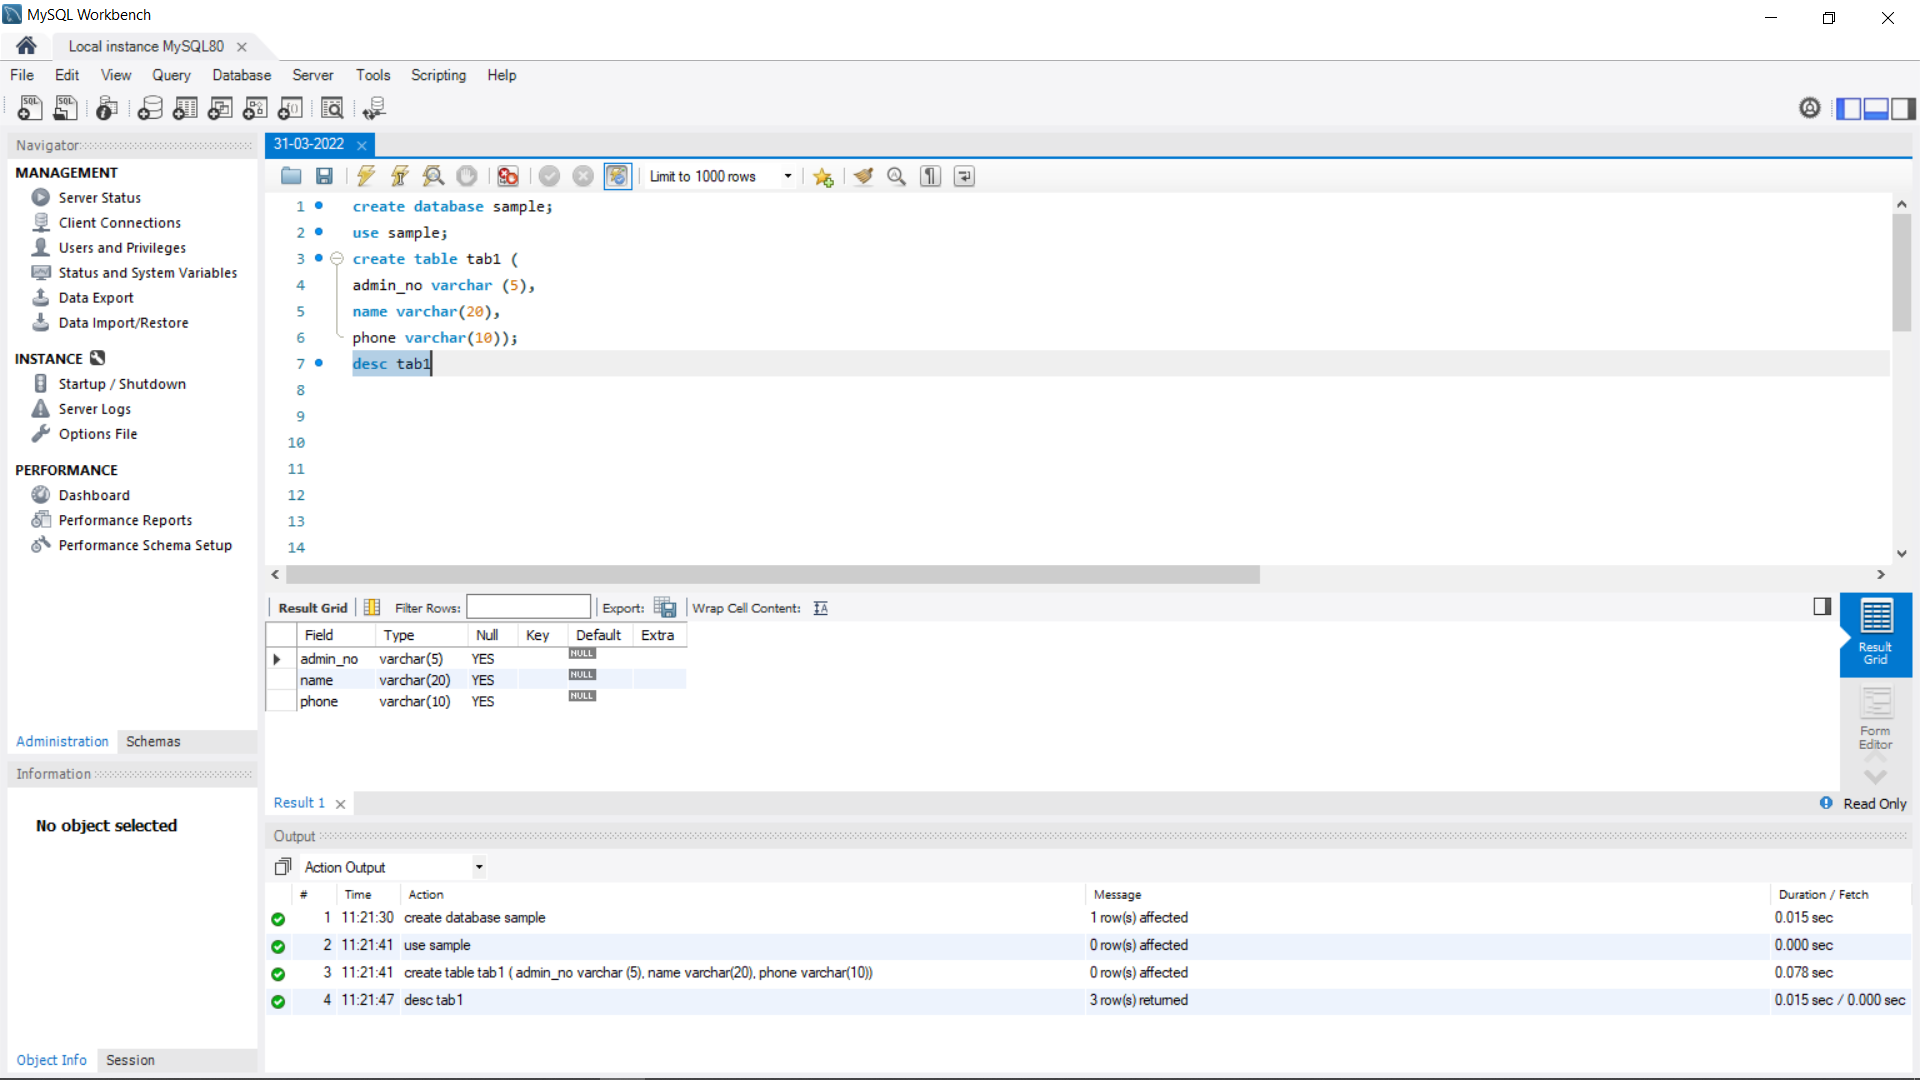 MySQL Workbench
Local instance MySQL80
File Edit View Query Database Server Tools Scripting Help
Navigator
MANAGEMENT
Server Status
Client Connections
Users and Privileges
Status and System Variables
Data Export
Data Import/Restore
INSTANCE
Startup / Shutdown
Server Logs
Options File
PERFORMANCE
Dashboard
Performance Reports
Performance Schema Setup
Administration Schemas
Information
No object selected
Object Info Session
31-03-2022
Limit to 1000 rows
1 create database sample;
2 use sample;
3 create table tab1 (
4 admin_no varchar (5),
5 name varchar(20),
6 phone varchar(10));
7 desc tab1
8
9
10
11
12
13
14
Result Grid Filter Rows: Export: Wrap Cell Content:
Field Type Null Key Default Extra
admin_no varchar(5) YES NULL
name varchar(20) YES NULL
phone varchar(10) YES NULL
Result
Grid
Form
Editor
Result 1 Read Only
Output
Action Output
# Time Action Message Duration / Fetch
1 11:21:30 create database sample 1 row(s) affected 0.015 sec
2 11:21:41 use sample 0 row(s) affected 0.000 sec
3 11:21:41 create table tab1 ( admin_no varchar (5), name varchar(20), phone varchar(10)) 0 row(s) affected 0.078 sec
4 11:21:47 desc tab1 3 row(s) returned 0.015 sec / 0.000 sec